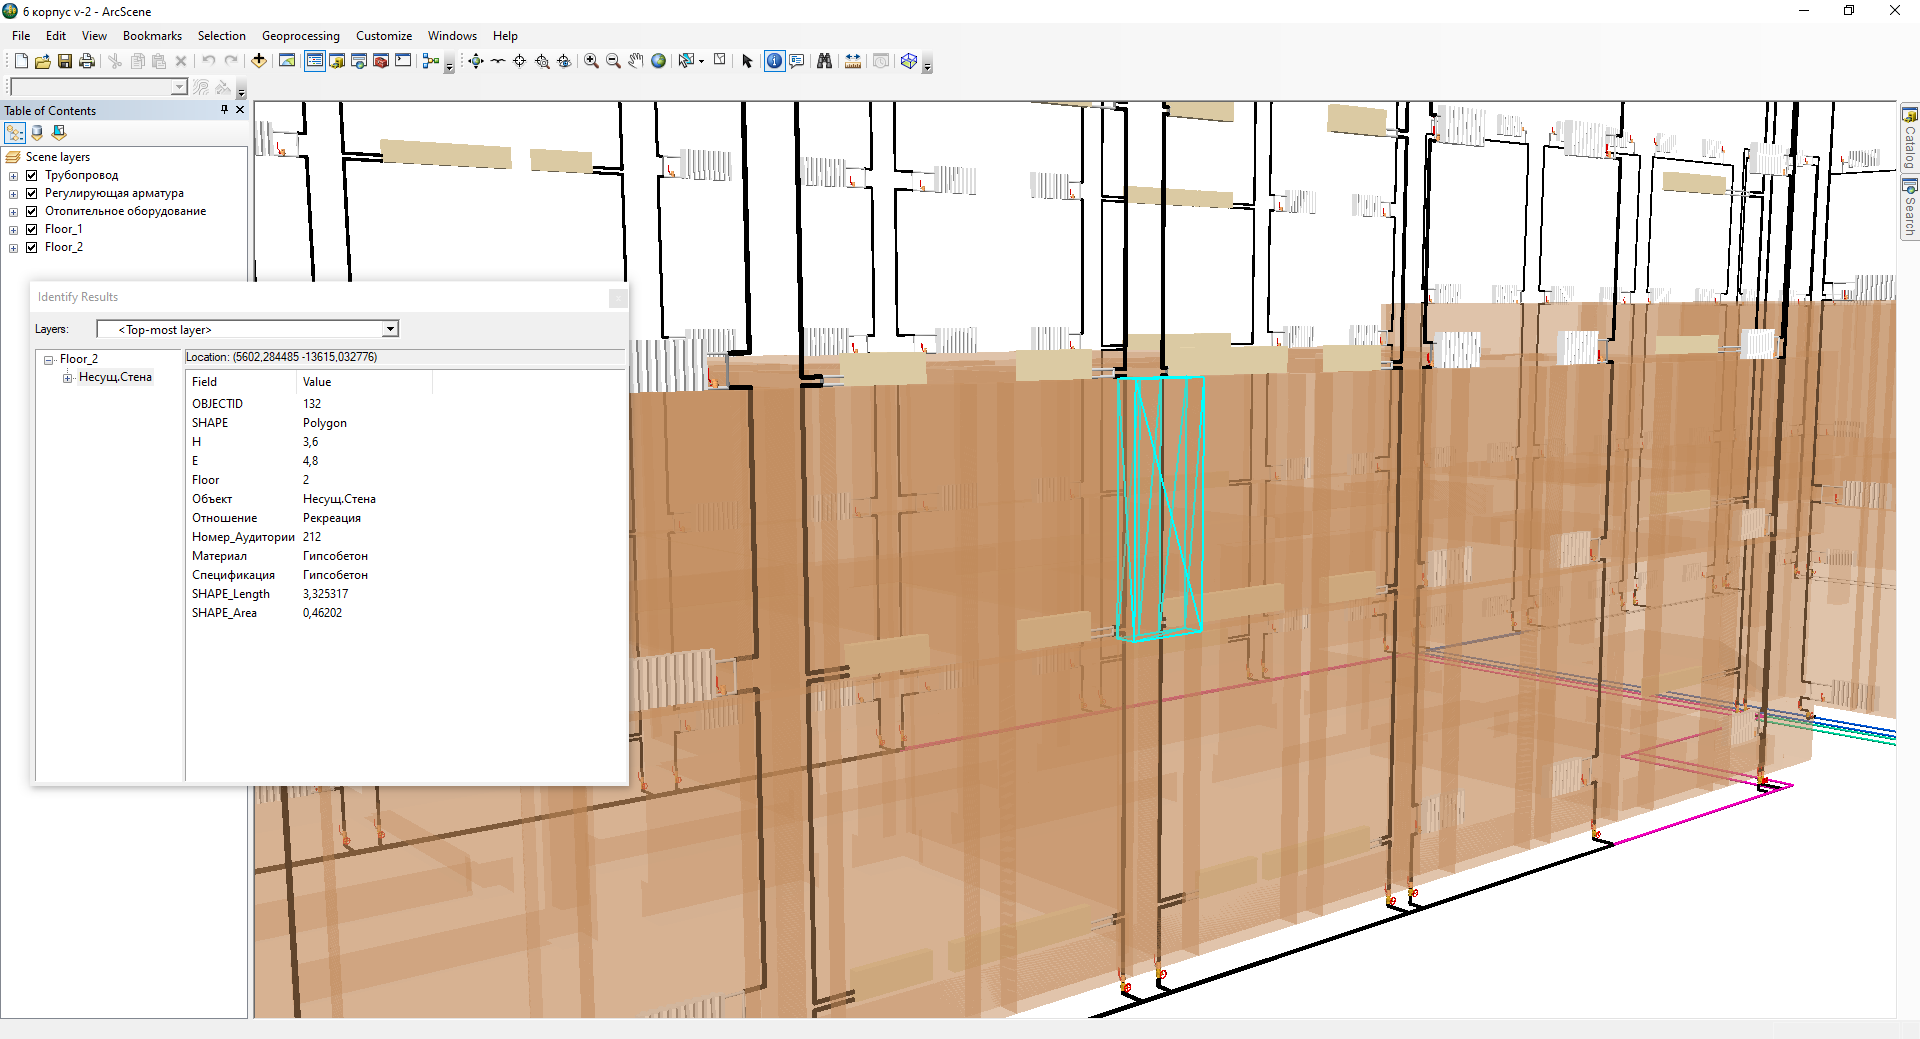 6 корпус v-2 - ArcScene
File Edit View Bookmarks Selection Geoprocessing Customize Windows Help
Table of Contents
Scene layers
Трубопровод
Регулирующая арматура
Отопительное оборудование
Floor_1
Floor_2
Identify Results
Layers: <Top-most layer>
Floor_2
Несущ.Стена
Location: (5602,284485 -13615,032776)
Field Value
OBJECTID 132
SHAPE Polygon
H 3,6
E 4,8
Floor 2
Объект Несущ.Стена
Отношение Рекреация
Номер_Аудитории 212
Материал Гипсобетон
Спецификация Гипсобетон
SHAPE_Length 3,325317
SHAPE_Area 0,46202
Catalog
Search